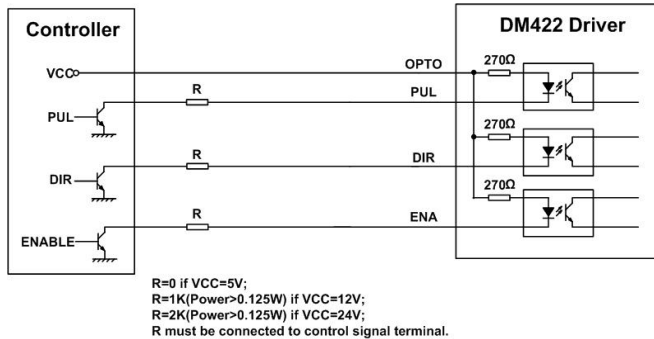 Controller
DM422 Driver
VCC
OPTO
270Ω
R
PUL
PUL
270Ω
R
DIR
DIR
270Ω
R
ENA
ENABLE
R=0 if VCC=5V;
R=1K(Power>0.125W) if VCC=12V;
R=2K(Power>0.125W) if VCC=24V;
R must be connected to control signal terminal.